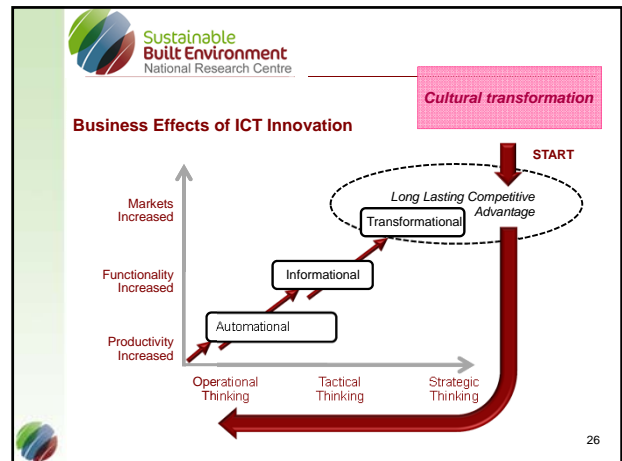 Sustainable
Built Environment
National Research Centre
Cultural transformation
Business Effects of ICT Innovation
START
Long Lasting Competitive
Advantage
Markets
Increased
Transformational
Functionality
Increased
Informational
Automational
Productivity
Increased
Operational
Thinking
Tactical
Thinking
Strategic
Thinking
26